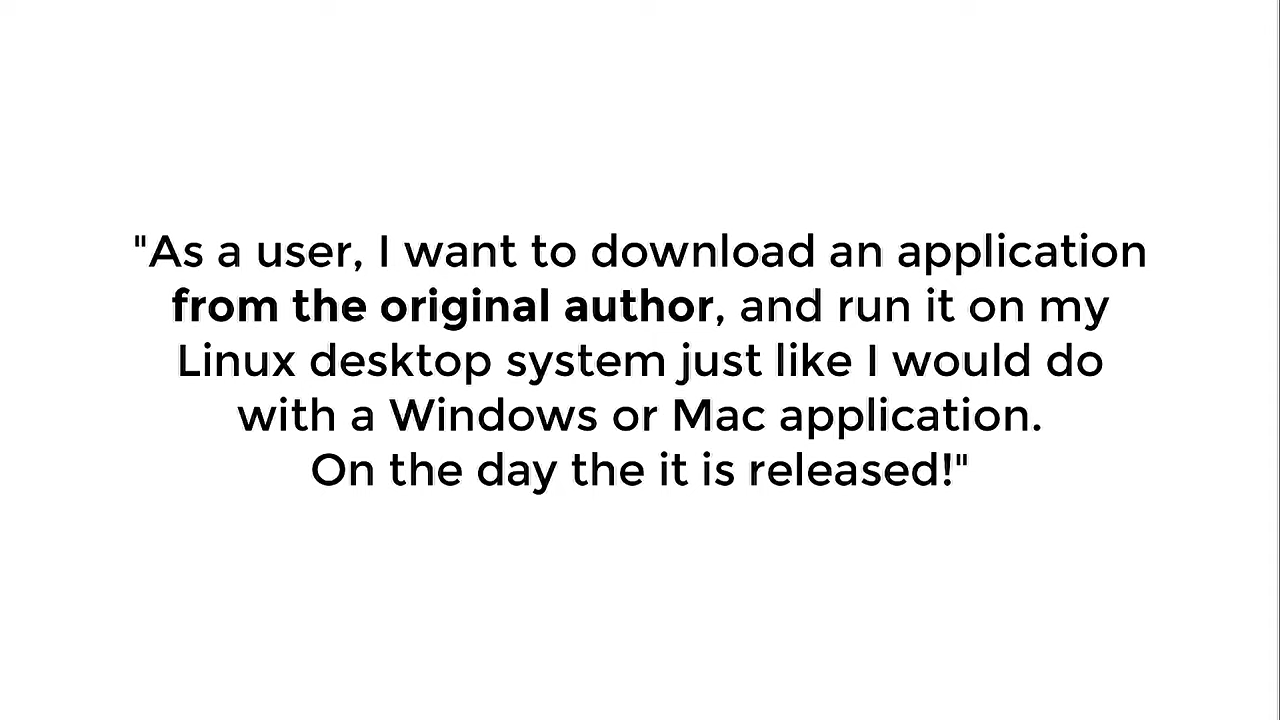 "As a user, I want to download an application
from the original author, and run it on my
Linux desktop system just like I would do
with a Windows or Mac application.
On the day the it is released!"